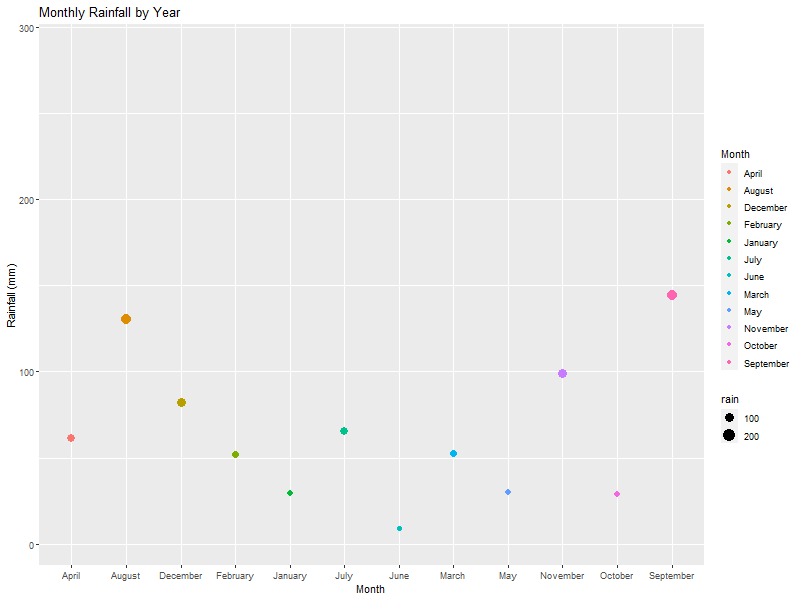 Monthly Rainfall by Year
300
200
100
0
Rainfall (mm)
April August December February January July June March May November October September
Month
Month
April
August
December
February
January
July
June
March
May
November
October
September
rain
100
200